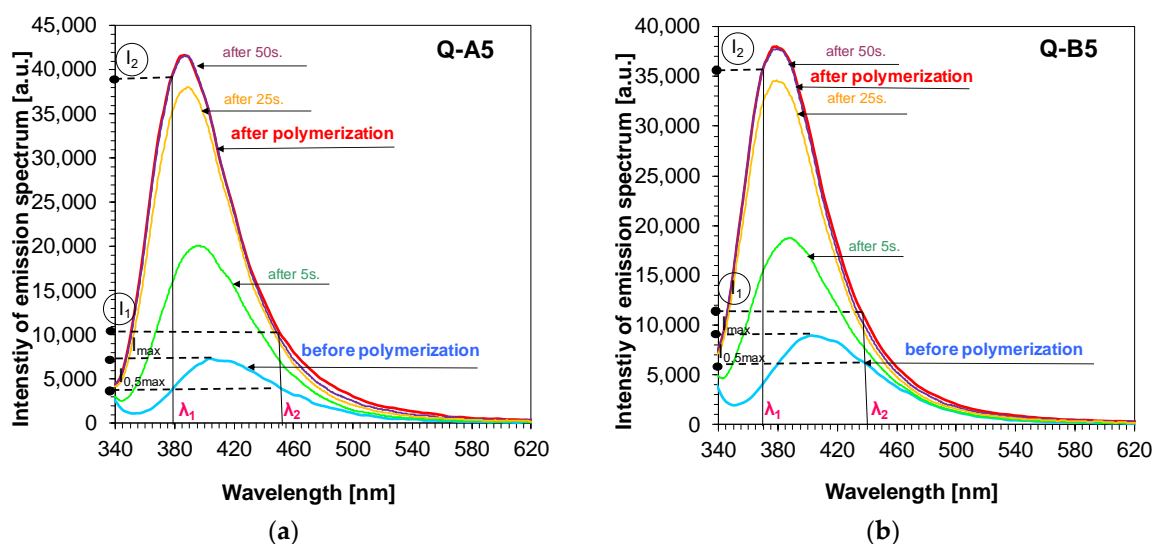 Intenstiy of emission spectrum [a.u.]
45,000
40,000
35,000
30,000
25,000
20,000
15,000
10,000
5,000
0
I2
I1
Imax
I0,5max
Q-A5
after 50s.
after 25s.
after polymerization
after 5s.
before polymerization
λ1
λ2
340 380 420 460 500 540 580 620
Wavelength [nm]
(a)
Intenstiy of emission spectrum [a.u.]
40,000
35,000
30,000
25,000
20,000
15,000
10,000
5,000
0
I2
I1
Imax
I0,5max
Q-B5
after 50s.
after polymerization
after 25s.
after 5s.
before polymerization
λ1
λ2
340 380 420 460 500 540 580 620
Wavelength [nm]
(b)